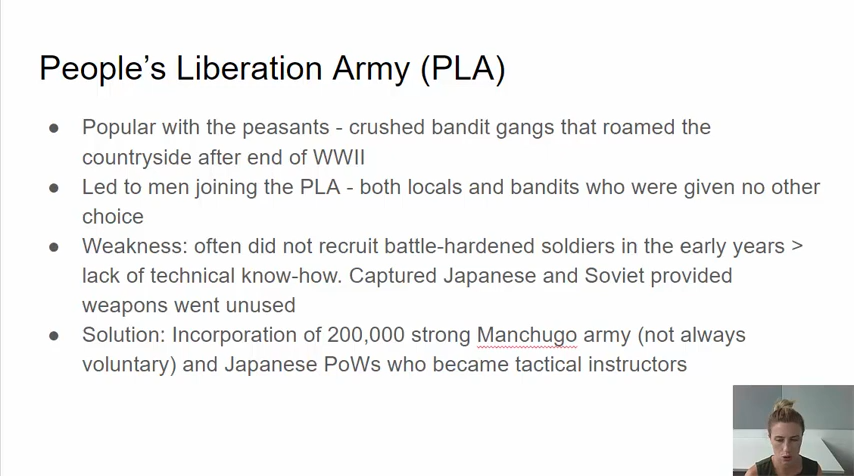 People’s Liberation Army (PLA)
● Popular with the peasants - crushed bandit gangs that roamed the
countryside after end of WWII
● Led to men joining the PLA - both locals and bandits who were given no other
choice
● Weakness: often did not recruit battle-hardened soldiers in the early years >
lack of technical know-how. Captured Japanese and Soviet provided
weapons went unused
● Solution: Incorporation of 200,000 strong Manchugo army (not always
voluntary) and Japanese PoWs who became tactical instructors